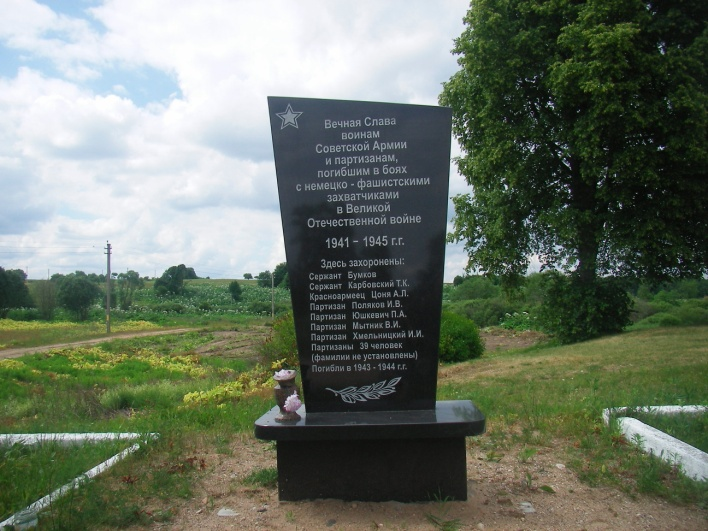 Вечная Слава
воинам
Советской Армии
и партизанам,
погибшим в боях
с немецко - фашистскими
захватчиками
в Великой
Отечественной войне
1941 - 1945 г.г.
Здесь захоронены:
Сержант Бумков
Сержант Карбовский Т.К.
Красноармеец Цоня А.Л.
Партизан Поляков И.В.
Партизан Юшкевич П.А.
Партизан Мытник В.И.
Партизан Хмельницкий И.И.
Партизаны 39 человек
(фамилии не установлены)
Погибли в 1943 - 1944 г.г.